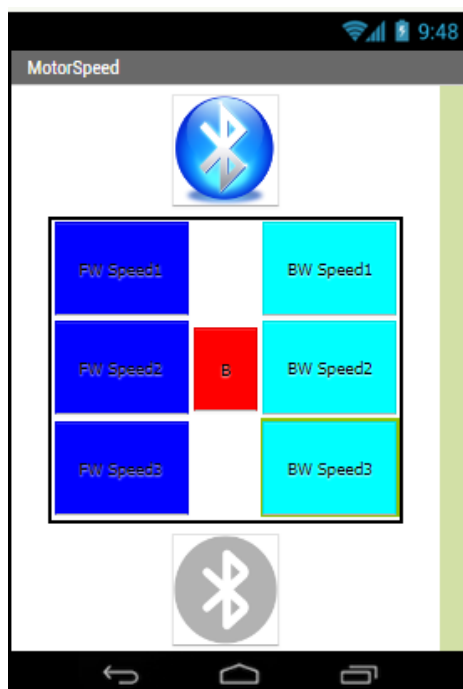 9:48
MotorSpeed
FW Speed1
BW Speed1
FW Speed2
B
BW Speed2
FW Speed3
BW Speed3